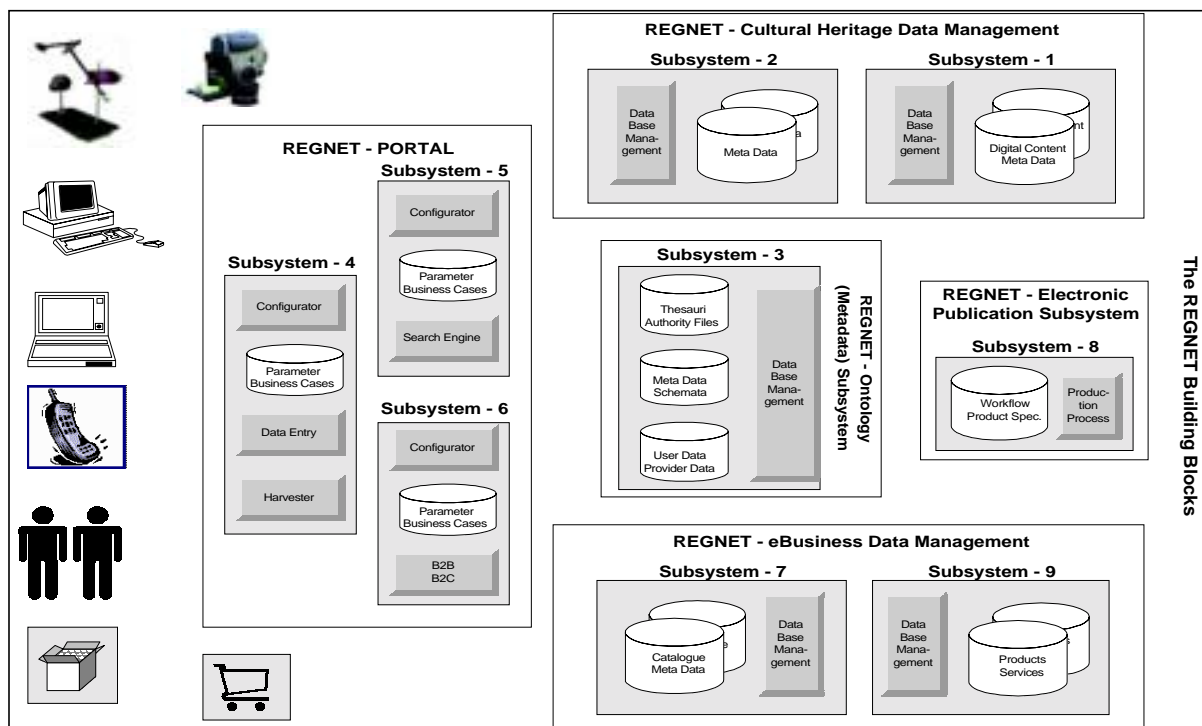 REGNET - Cultural Heritage Data Management
Subsystem - 2
Data
Base
Mana-
gement
Meta Data
Subsystem - 1
Data
Base
Mana-
gement
Digital Content
Meta Data
REGNET - PORTAL
Subsystem - 5
Configurator
Parameter
Business Cases
Search Engine
Subsystem - 4
Configurator
Parameter
Business Cases
Data Entry
Harvester
Subsystem - 6
Configurator
Parameter
Business Cases
B2B
B2C
Subsystem - 3
Thesauri
Authority Files
Meta Data
Schemata
User Data
Provider Data
Data
Base
Mana-
gement
REGNET - Ontology
(Metadada) Subsystem
REGNET - Electronic
Publication Subsystem
Subsystem - 8
Workflow
Product Spec.
Produc-
tion
Process
REGNET - eBusiness Data Management
Subsystem - 7
Catalogue
Meta Data
Data
Base
Mana-
gement
Subsystem - 9
Data
Base
Mana-
gement
Products
Services
The REGNET Building Blocks